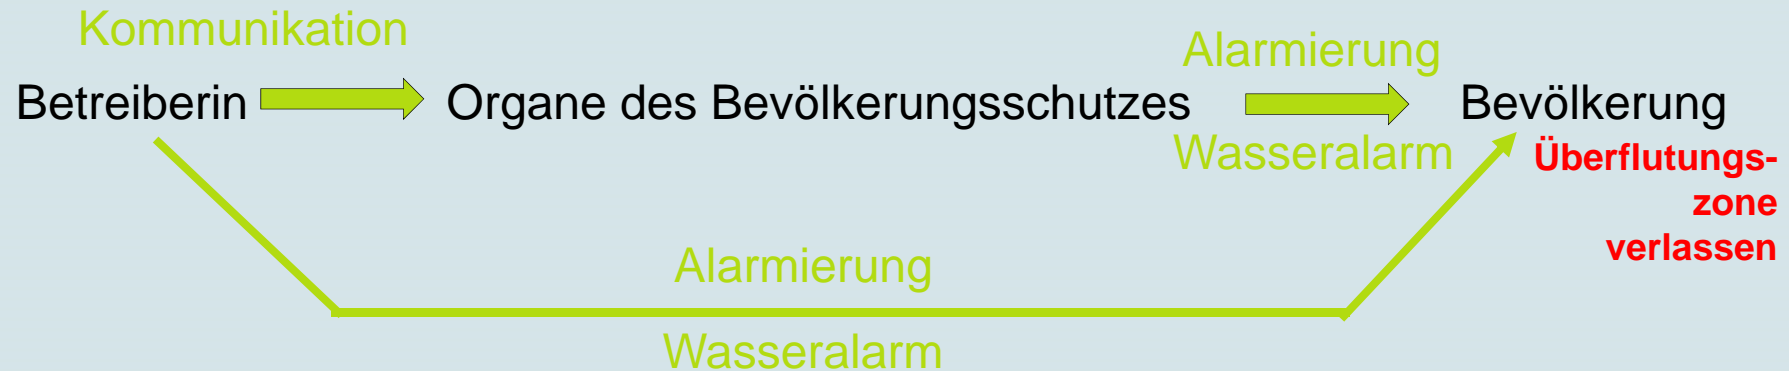 Kommunikation
Alarmierung
Betreiberin Organe des Bevölkerungsschutzes Bevölkerung
Wasseralarm
Überflutungs-
zone
verlassen
Alarmierung
Wasseralarm